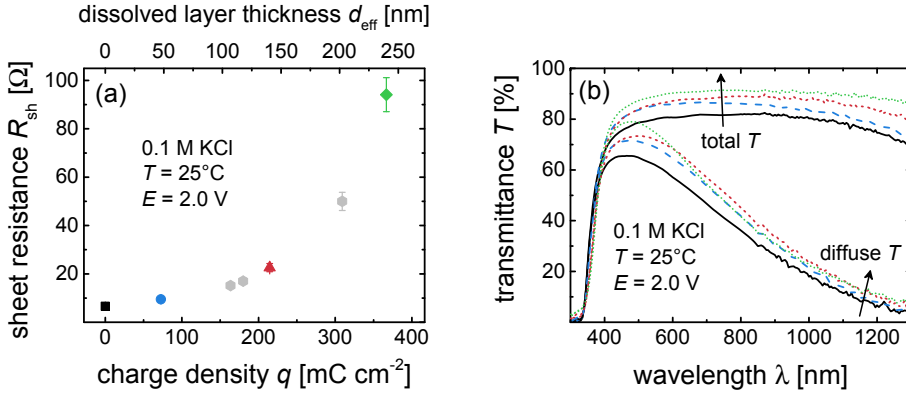 dissolved layer thickness d_eff [nm]
0 50 100 150 200 250
sheet resistance R_sh [Ω]
100
80
60
40
20
(a)
0.1 M KCl
T = 25°C
E = 2.0 V
0 100 200 300 400
charge density q [mC cm⁻²]
transmittance T [%]
100
80
60
40
20
0
(b)
total T
0.1 M KCl
T = 25°C
E = 2.0 V
diffuse T
400 600 800 1000 1200
wavelength λ [nm]